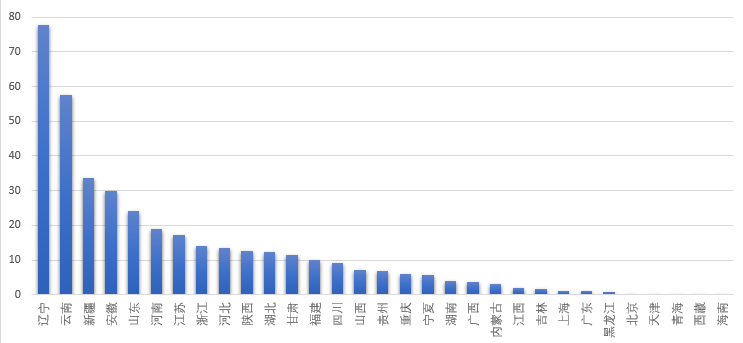 80
70
60
50
40
30
20
10
0
辽宁
云南
新疆
安徽
山东
河南
江苏
浙江
河北
陕西
湖北
甘肃
福建
四川
山西
贵州
重庆
宁夏
湖南
广西
内蒙古
江西
吉林
上海
广东
黑龙江
北京
天津
青海
西藏
海南